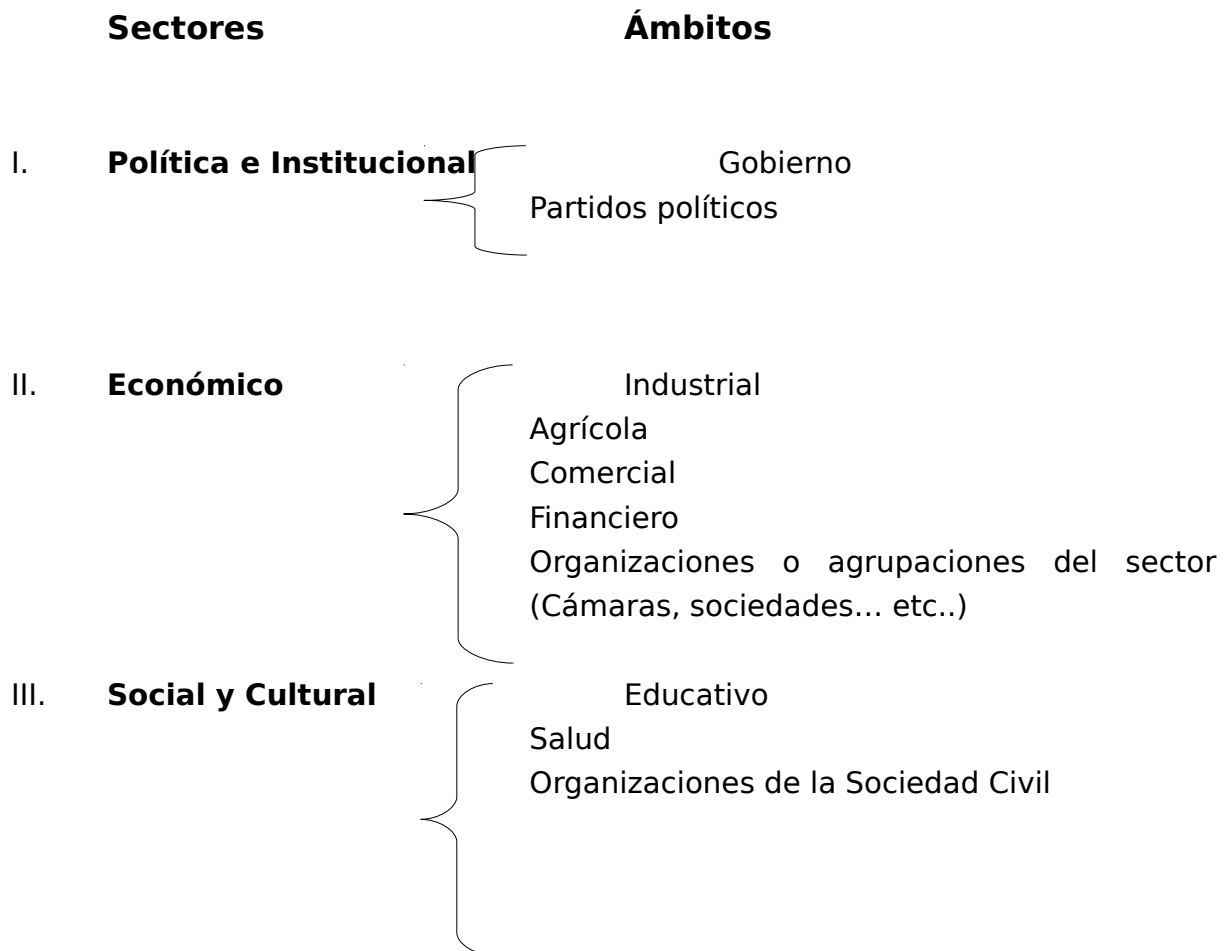 Sectores Ámbitos
I. Política e Institucional Gobierno
Partidos políticos
II. Económico Industrial
Agrícola
Comercial
Financiero
Organizaciones o agrupaciones del sector
(Cámaras, sociedades… etc..)
III. Social y Cultural Educativo
Salud
Organizaciones de la Sociedad Civil